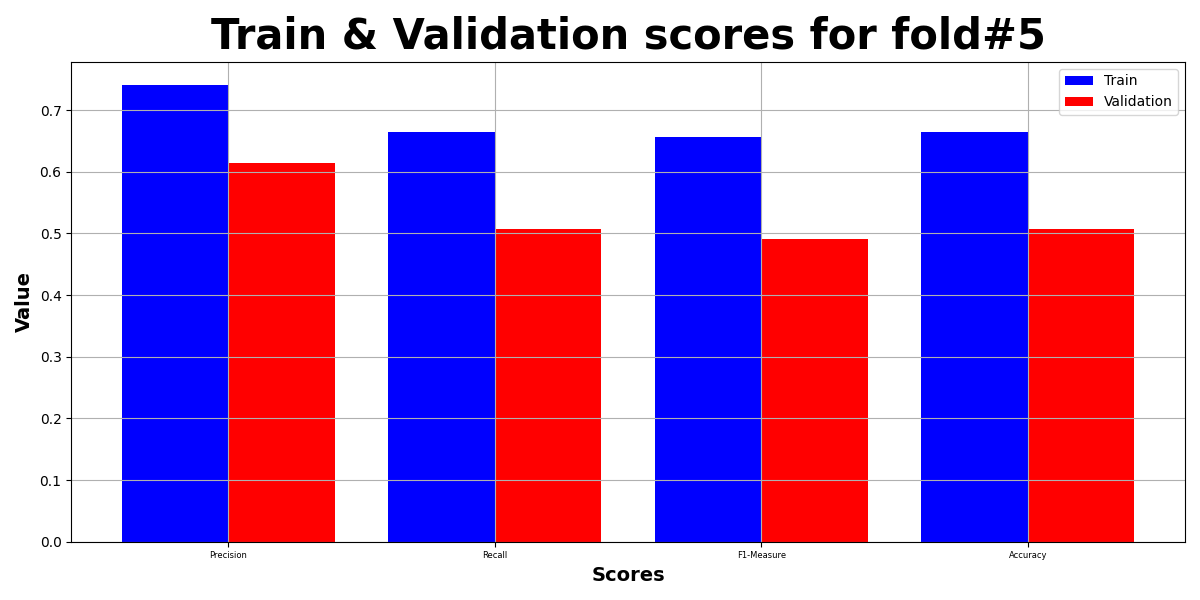 Train & Validation scores for fold#5
Train
Validation
Value
0.7
0.6
0.5
0.4
0.3
0.2
0.1
0.0
Precision Recall F1-Measure Accuracy
Scores